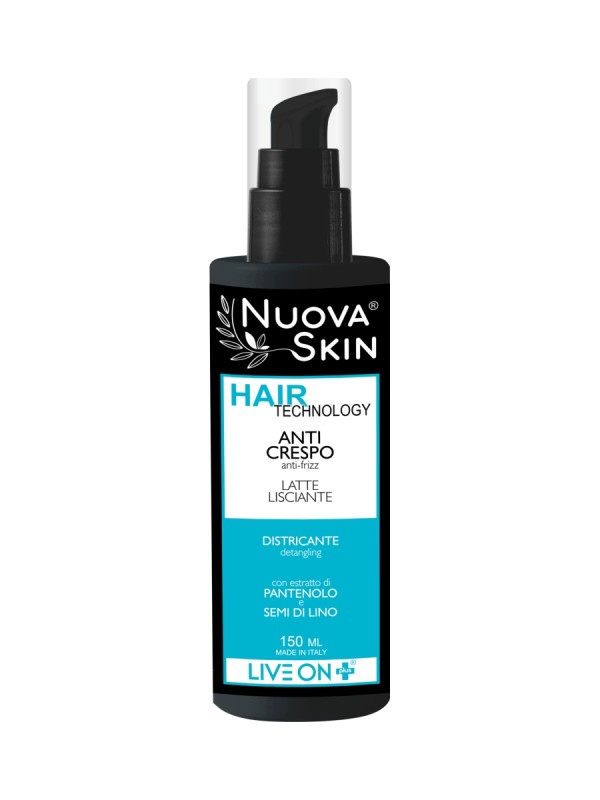 NUOVA®
SKIN
HAIR
TECHNOLOGY
ANTI
CRESPO
anti-frizz
LATTE
LISCIANTE
DISTRICANTE
detangling
con estratto di
PANTENOLO
e
SEMI DI LINO
150 ML
MADE IN ITALY
LIVE ON plus®